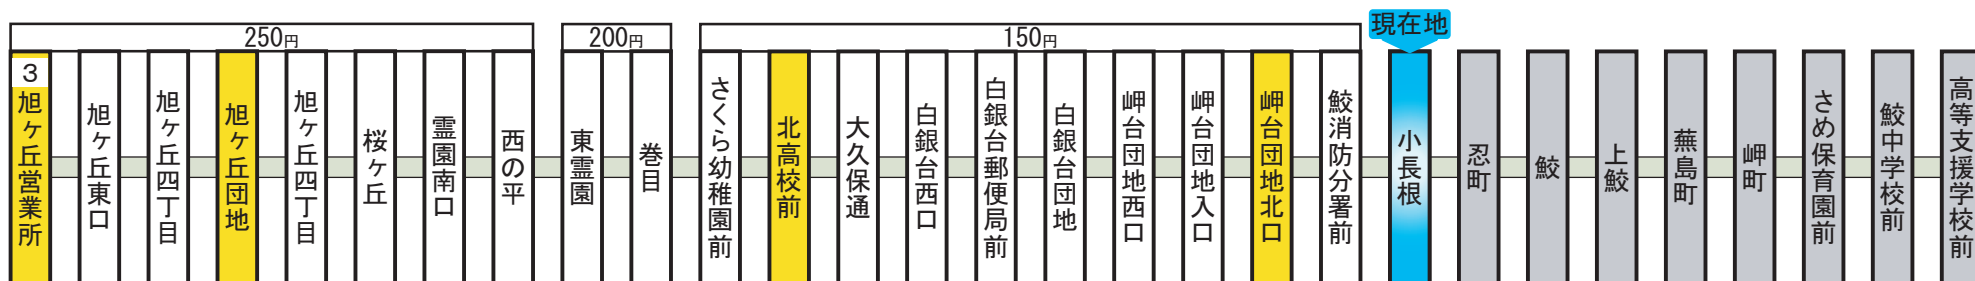 250円
200円
150円
現在地
3
旭ヶ丘営業所
旭ヶ丘東口
旭ヶ丘四丁目
旭ヶ丘団地
旭ヶ丘四丁目
桜ヶ丘
霊園南口
西の平
東霊園
巻目
さくら幼稚園前
北高校前
大久保通
白銀台西口
白銀台郵便局前
白銀台団地
岬台団地西口
岬台団地入口
岬台団地北口
鮫消防分署前
小長根
忍町
鮫
上鮫
蕪島町
岬町
さめ保育園前
鮫中学校前
高等支援学校前